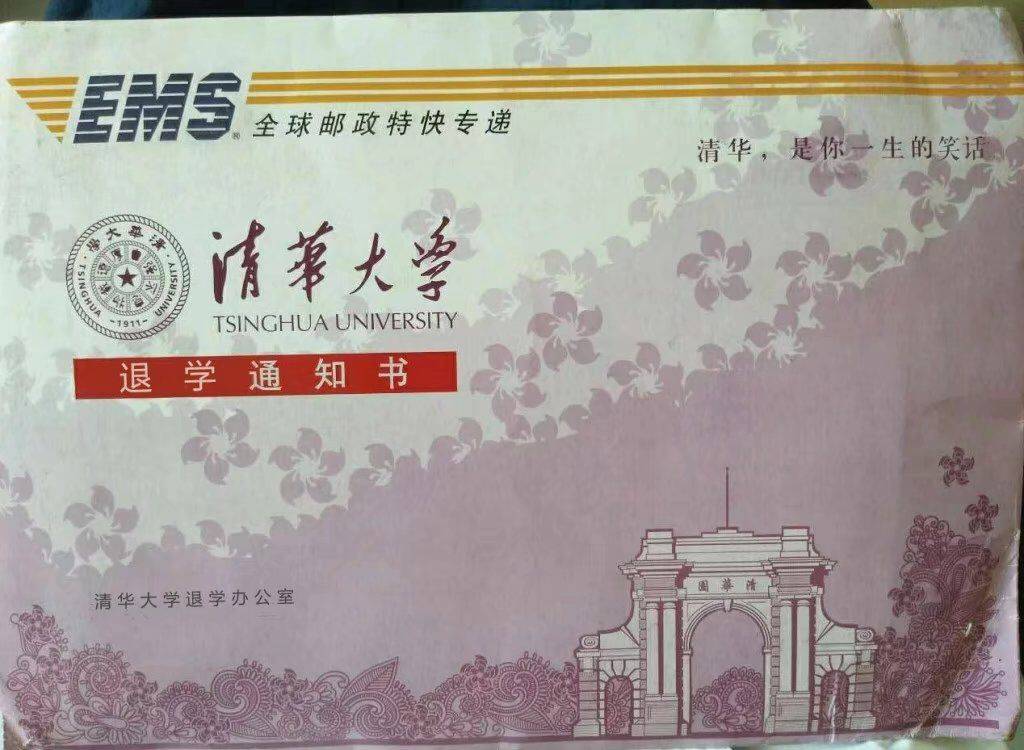 EMS® 全球邮政特快专递
清华，是你一生的笑话
清華大學
TSINGHUA UNIVERSITY
-1911-
清華大学
TSINGHUA UNIVERSITY
退学通知书
清华大学退学办公室
園華清